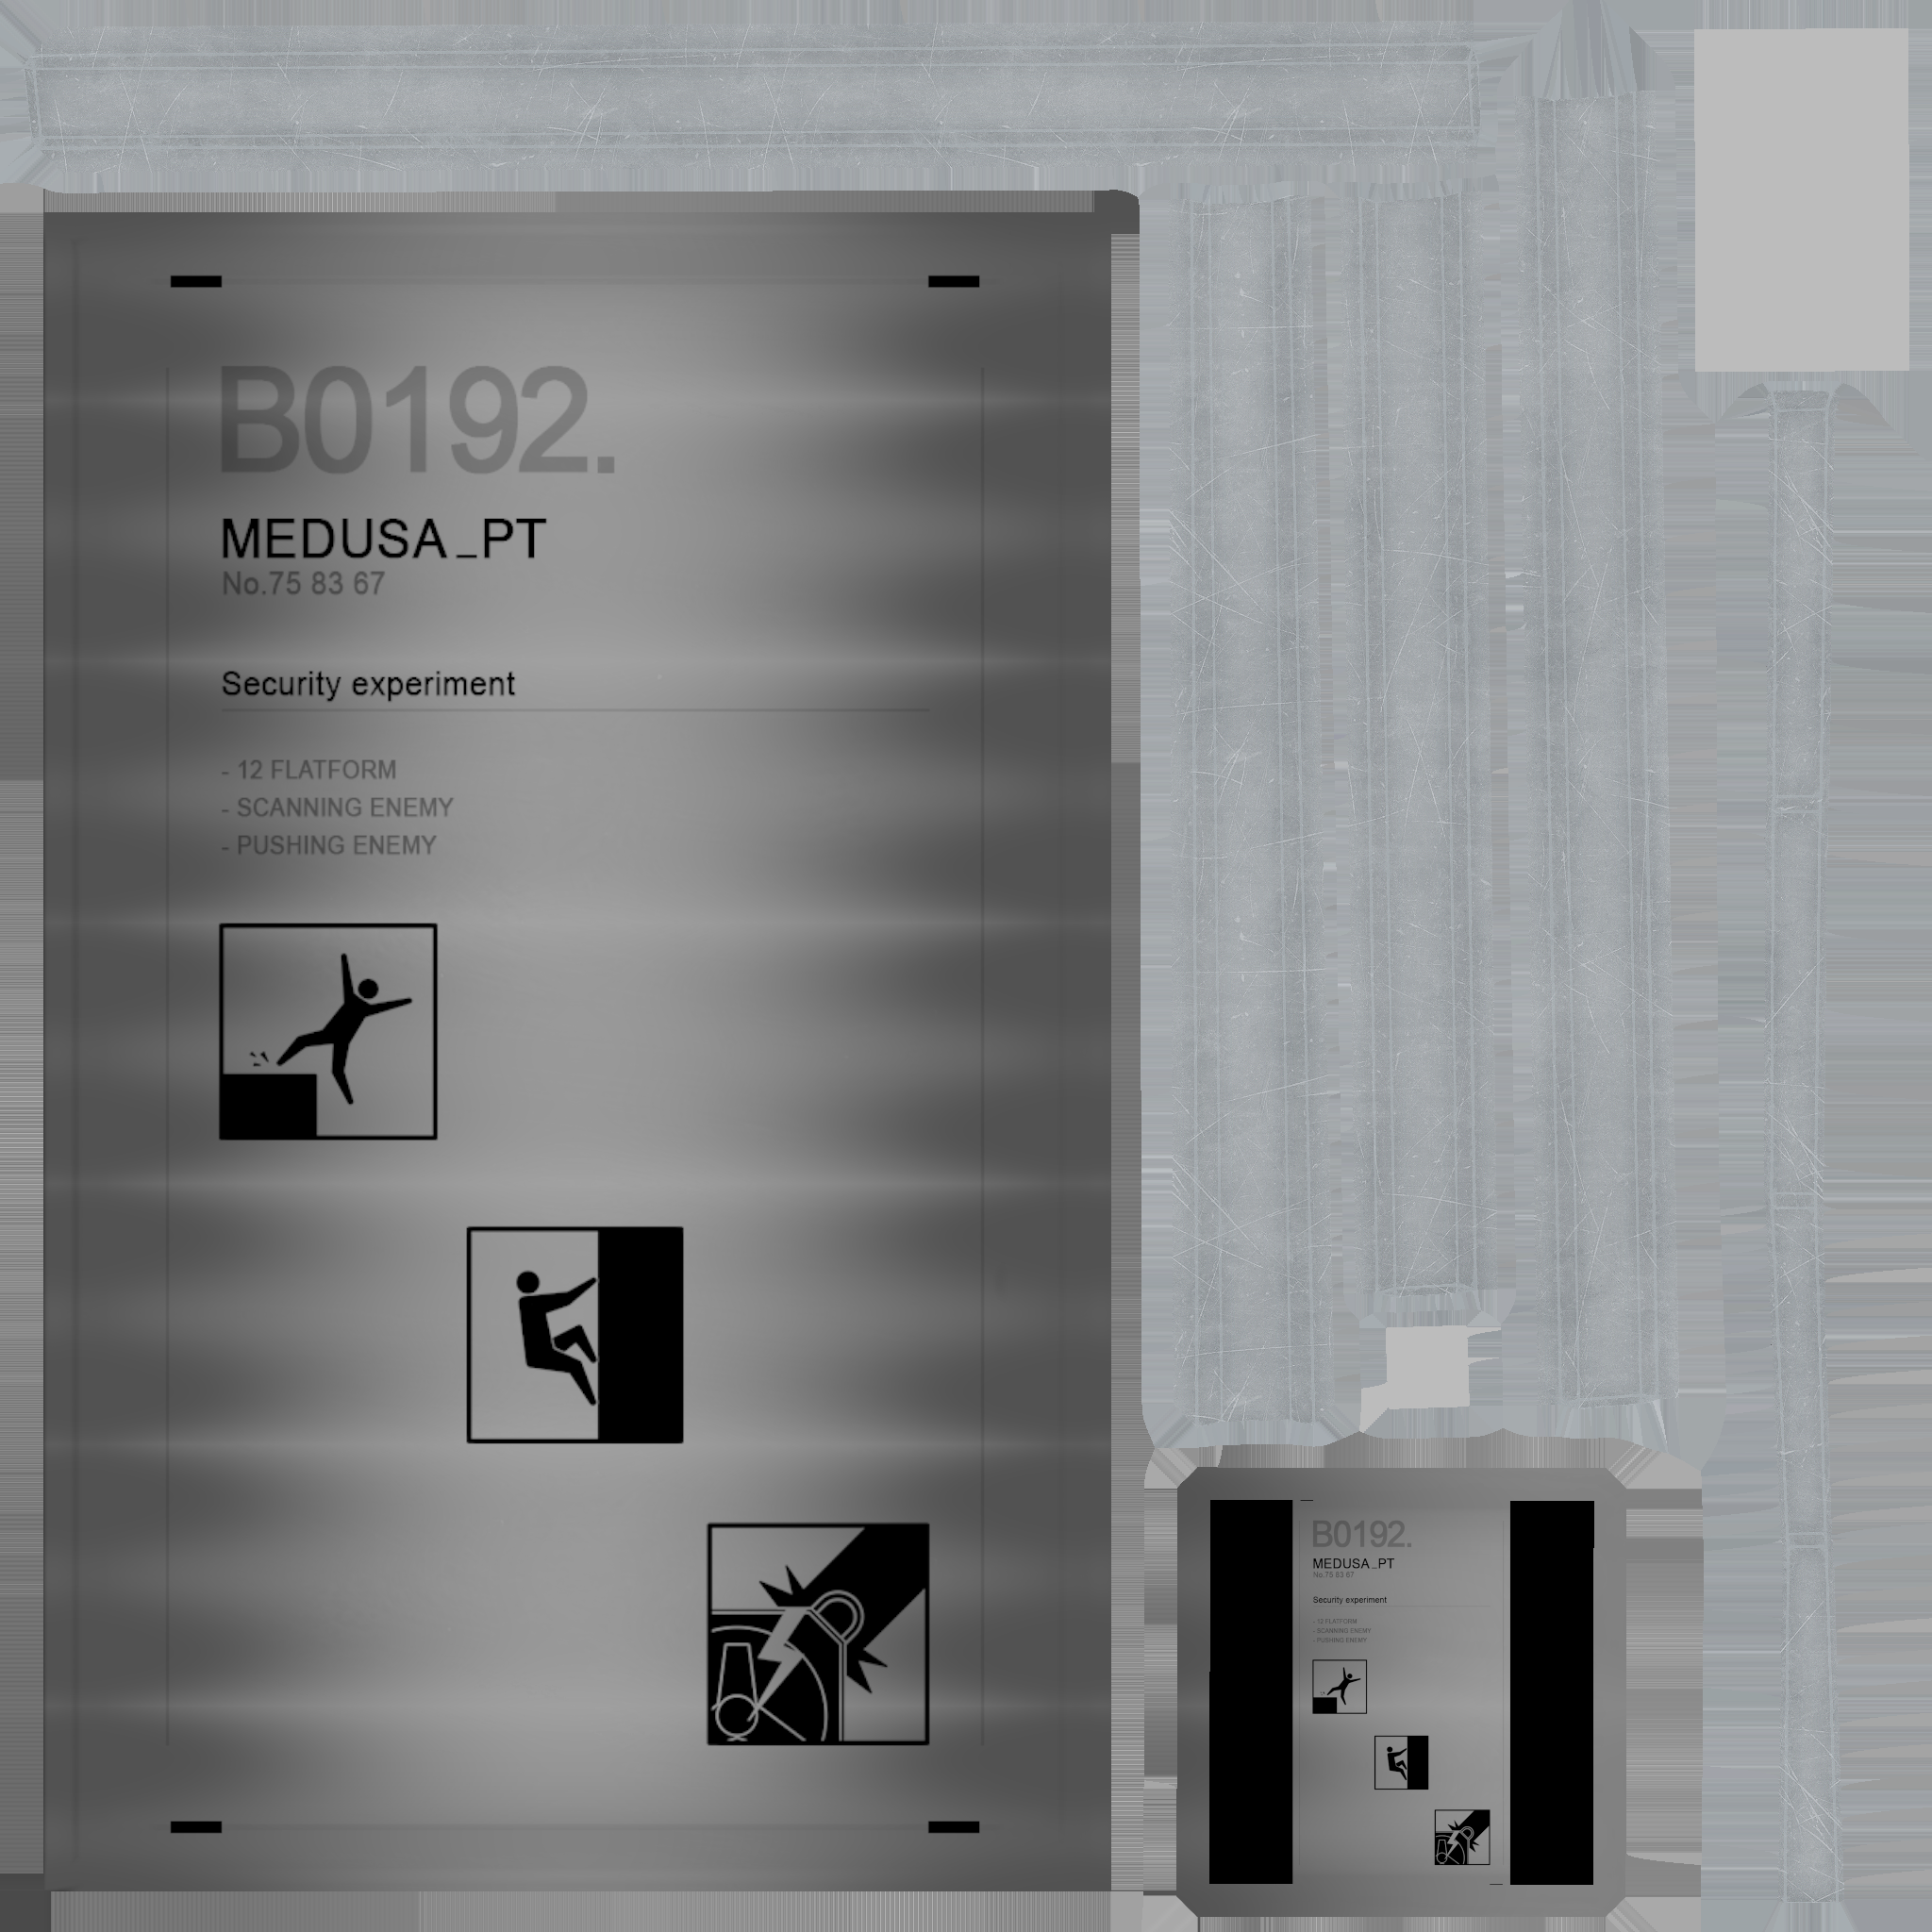 B0192.
MEDUSA_PT
No.75 83 67
Security experiment
- 12 FLATFORM
- SCANNING ENEMY
- PUSHING ENEMY
B0192.
MEDUSA_PT
No.75 83 67
Security experiment
- 12 FLATFORM
- SCANNING ENEMY
- PUSHING ENEMY